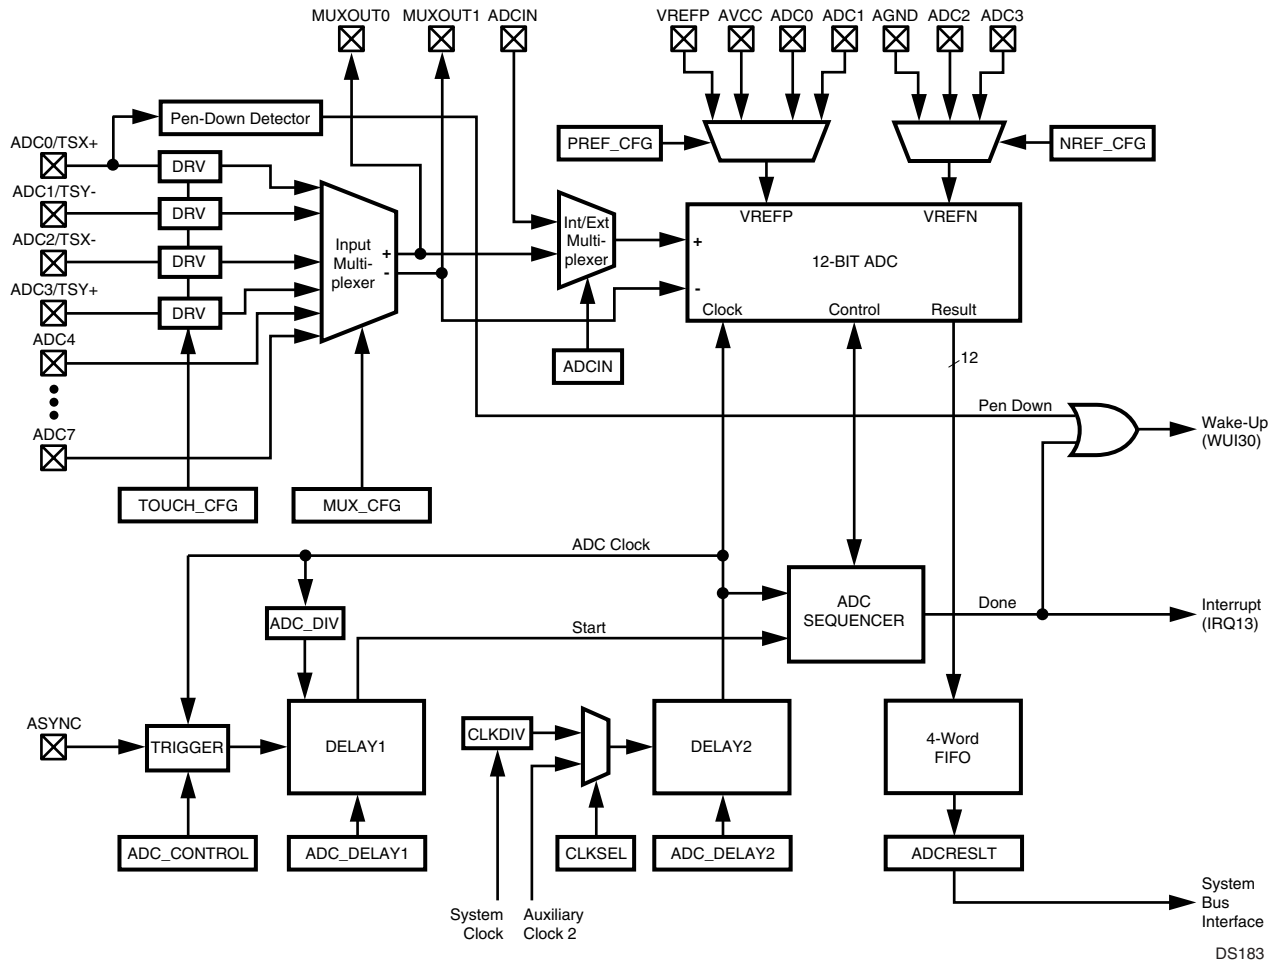 MUXOUT0 MUXOUT1 ADCIN
VREFP AVCC ADC0 ADC1 AGND ADC2 ADC3
Pen-Down Detector
ADC0/TSX+
DRV
ADC1/TSY-
DRV
ADC2/TSX-
DRV
ADC3/TSY+
DRV
ADC4
ADC7
Input
Multi-
plexer
+
-
Int/Ext
Multi-
plexer
ADCIN
PREF_CFG
NREF_CFG
VREFP VREFN
+
12-BIT ADC
-
Clock Control Result
12
Pen Down
Wake-Up
(WUI30)
TOUCH_CFG
MUX_CFG
ADC Clock
ADC_DIV
Start
ADC
SEQUENCER
Done
Interrupt
(IRQ13)
ASYNC
TRIGGER
DELAY1
CLKDIV
DELAY2
4-Word
FIFO
ADC_CONTROL
ADC_DELAY1
CLKSEL
ADC_DELAY2
ADCRESLT
System
Clock
Auxiliary
Clock 2
System
Bus
Interface
DS183